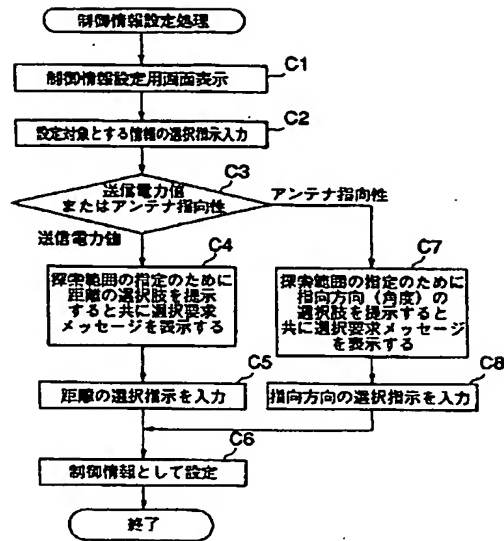 制御情報設定処理
C1
制御情報設定用画面表示
C2
設定対象とする情報の選択指示入力
C3
送信電力値
またはアンテナ指向性
アンテナ指向性
送信電力値
C4
探索範囲の指定のために
距離の選択肢を提示
すると共に選択要求
メッセージを表示する
C7
探索範囲の指定のために
指向方向（角度）の
選択肢を提示すると
共に選択要求メッセージ
を表示する
C5
距離の選択指示を入力
C8
指向方向の選択指示を入力
C6
制御情報として設定
終了